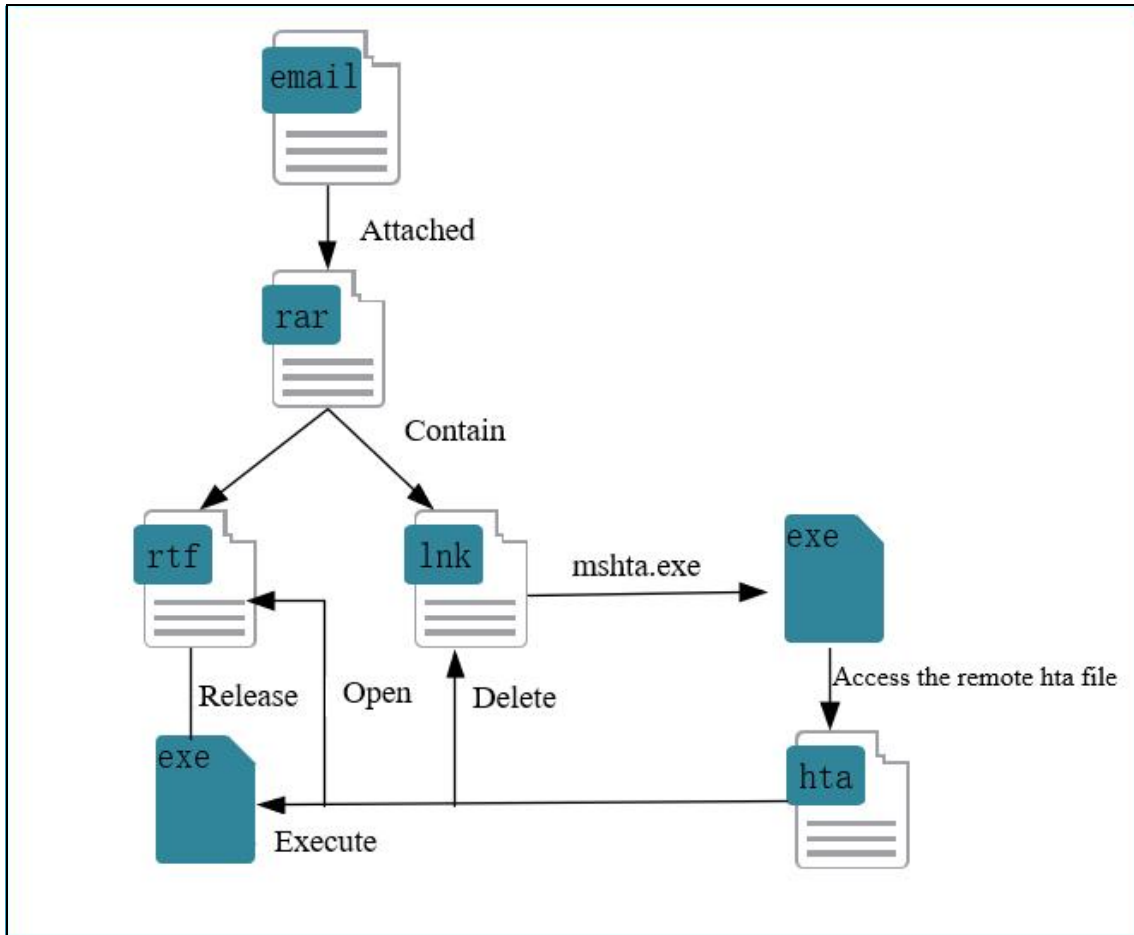 email
Attached
rar
Contain
rtf
lnk
mshta.exe
exe
Access the remote hta file
Release
Open
Delete
exe
hta
Execute